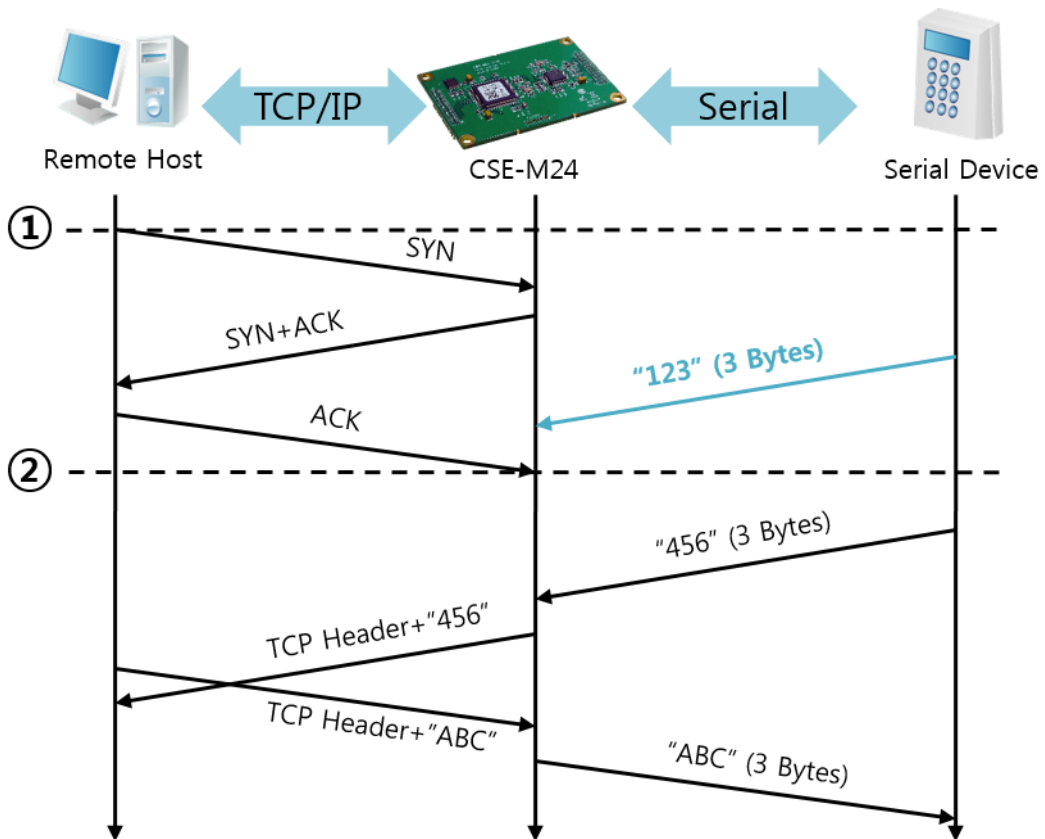 TCP/IP
Serial
Remote Host
CSE-M24
Serial Device
①
SYN
SYN+ACK
“123” (3 Bytes)
ACK
②
“456” (3 Bytes)
TCP Header+“456”
TCP Header+“ABC”
“ABC” (3 Bytes)